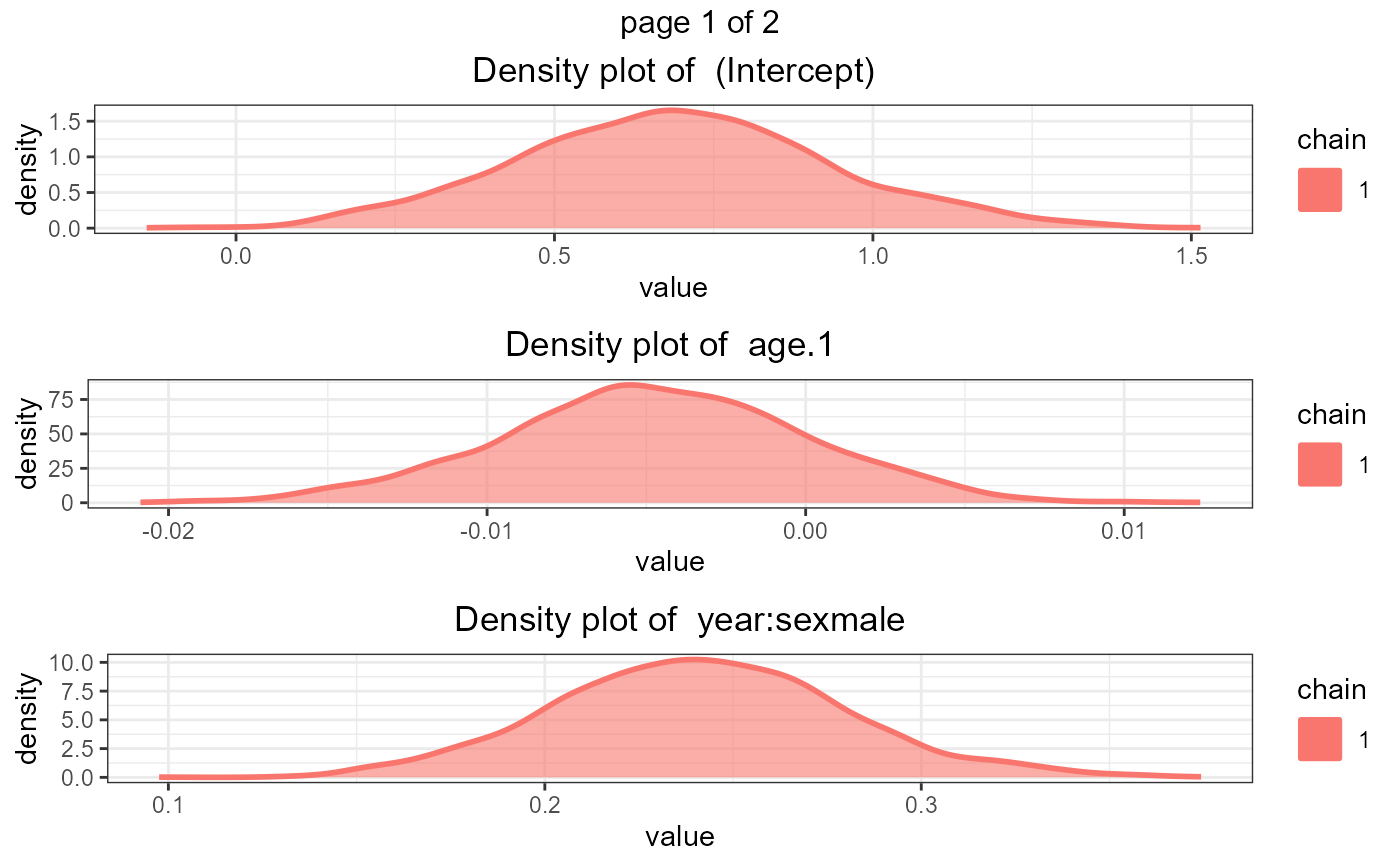 page 1 of 2
Density plot of  (Intercept)
density
1.5
1.0
0.5
0.0
0.0 0.5 1.0 1.5
value
chain
1
Density plot of  age.1
density
75
50
25
0
-0.02 -0.01 0.00 0.01
value
chain
1
Density plot of  year:sexmale
density
10.0
7.5
5.0
2.5
0.0
0.1 0.2 0.3
value
chain
1